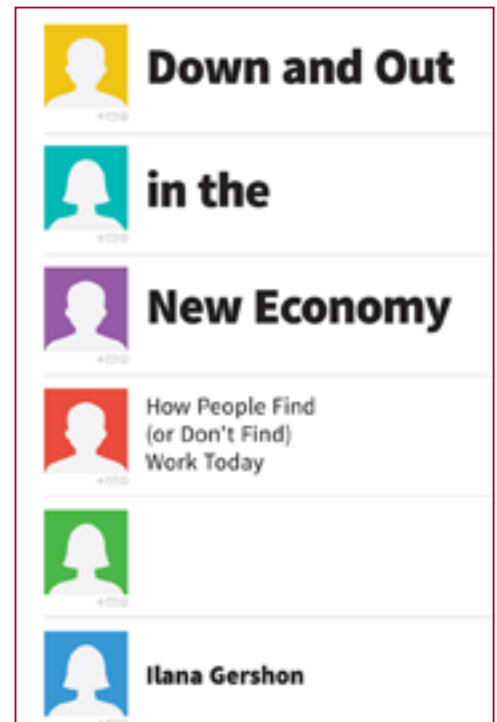 Down and Out
in the
New Economy
How People Find
(or Don't Find)
Work Today
Ilana Gershon